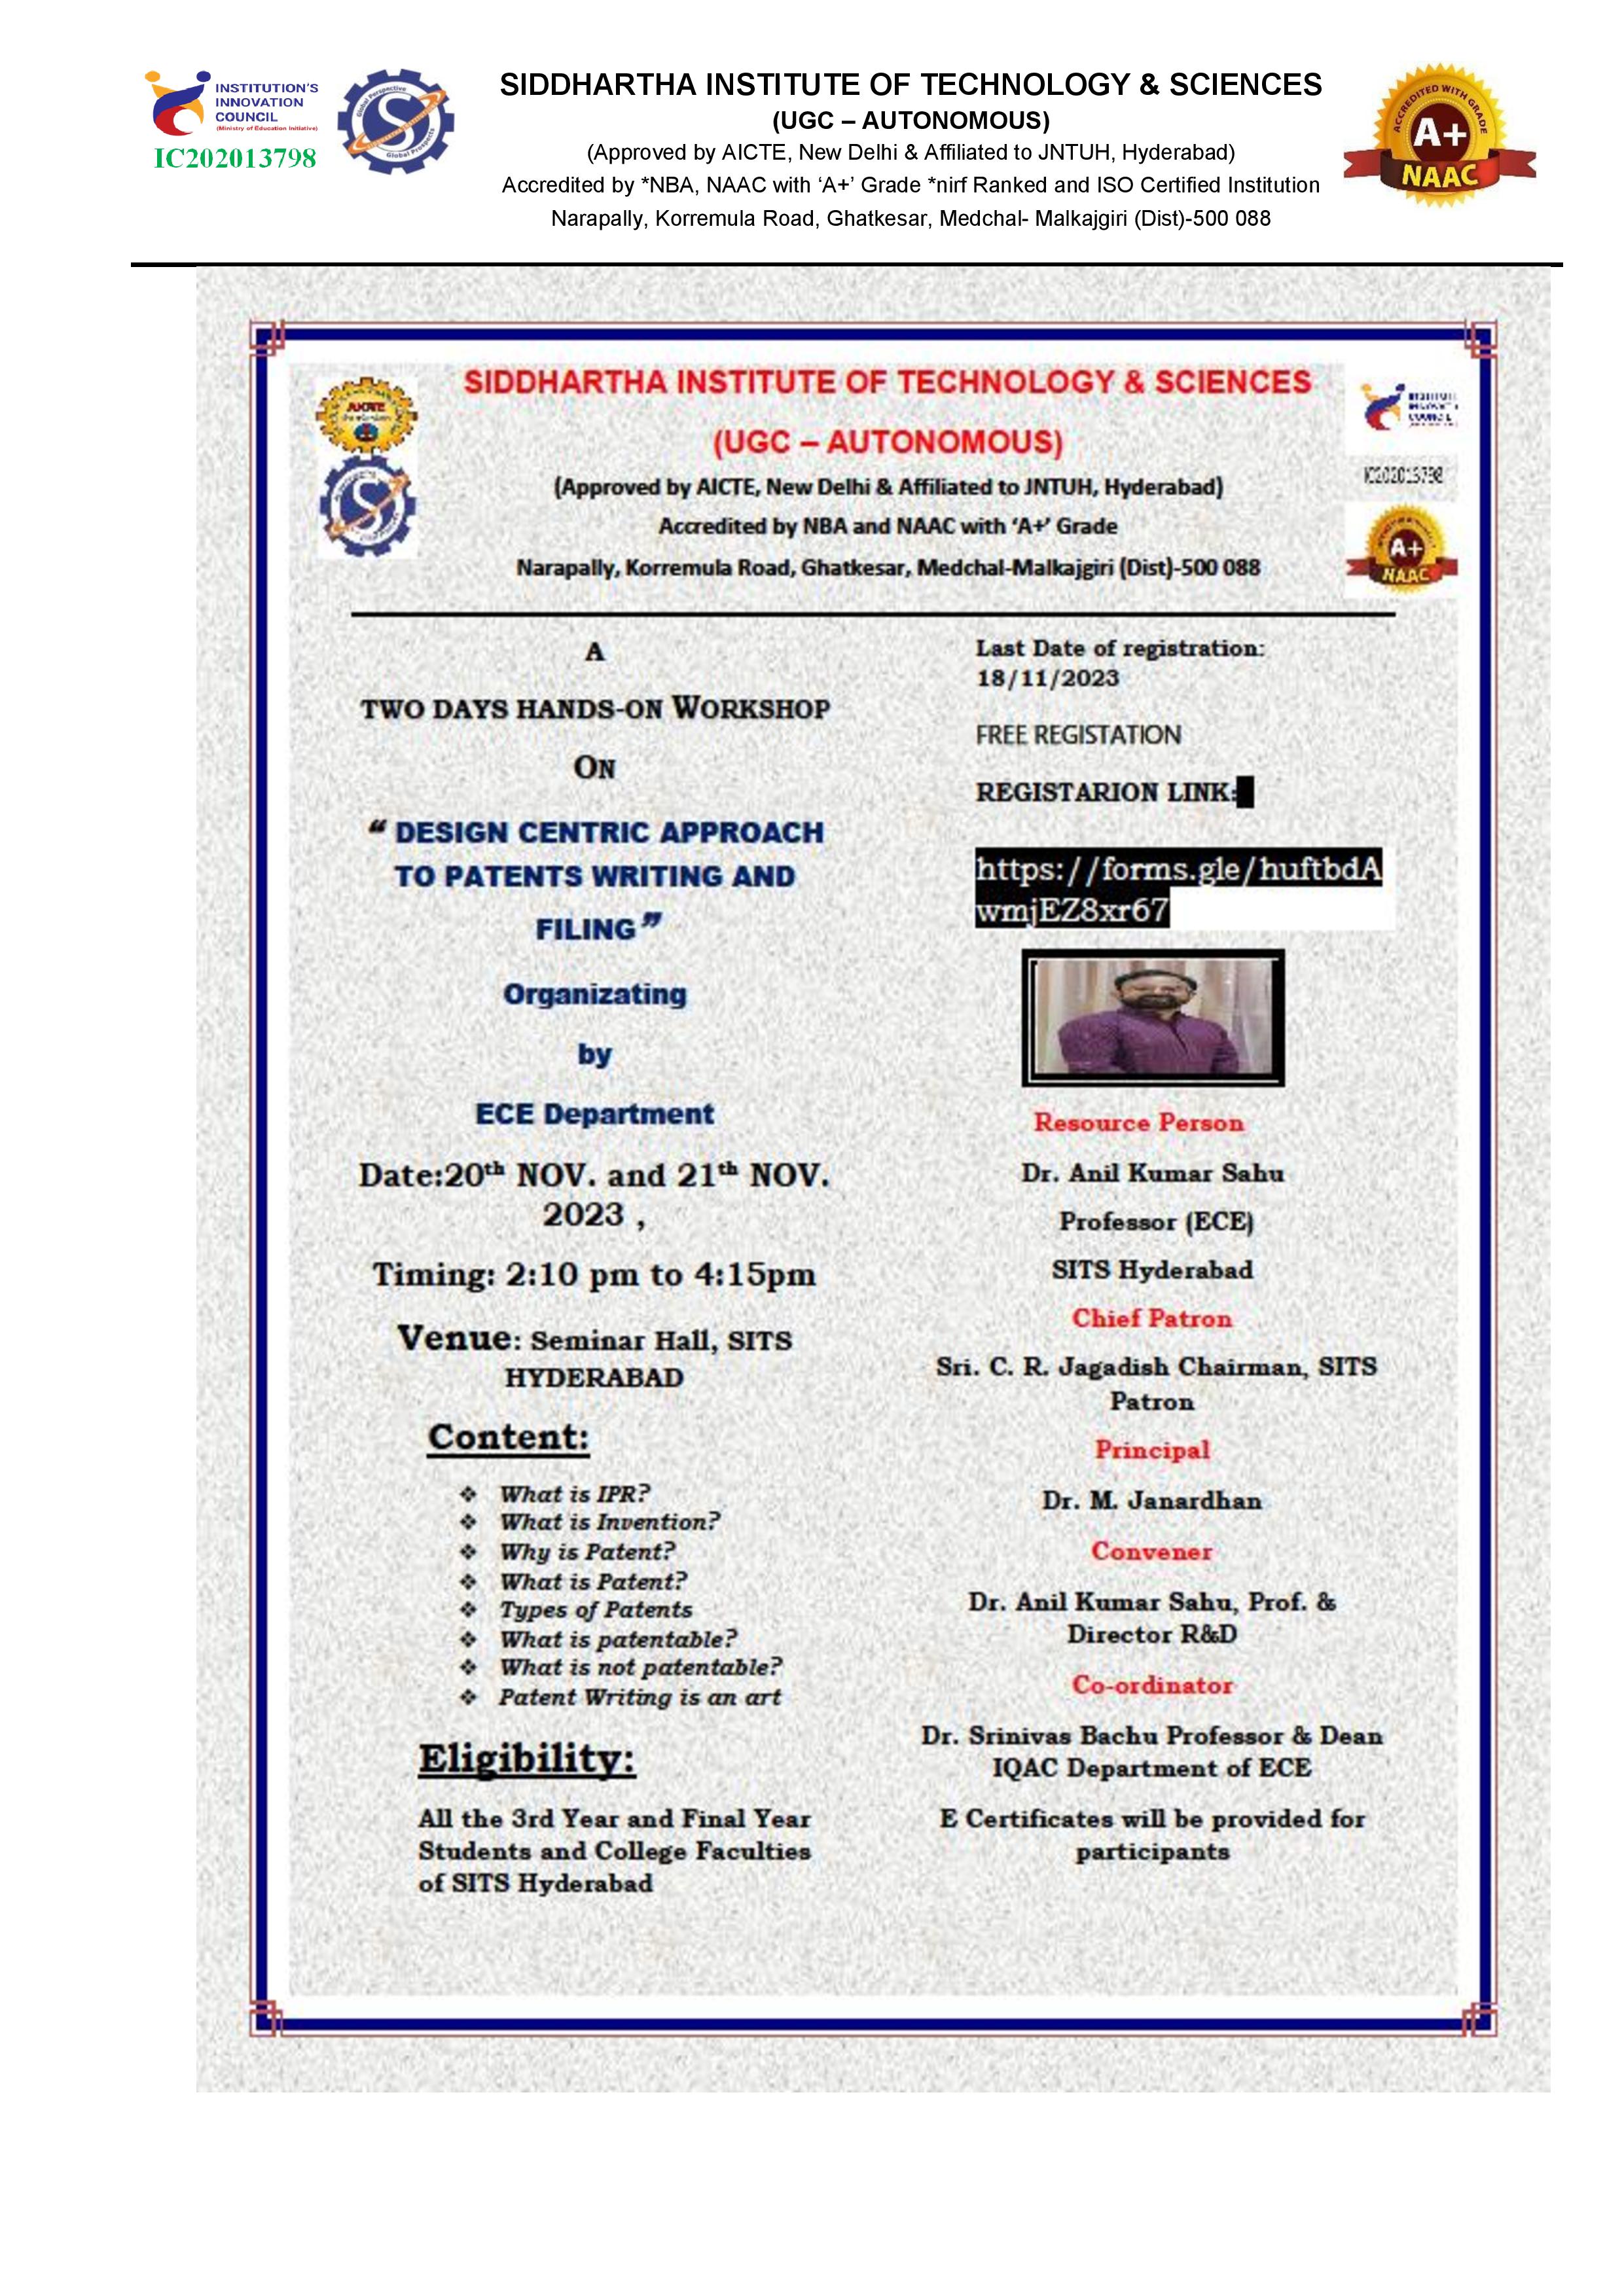 INSTITUTION'S
INNOVATION
COUNCIL
(Ministry of Education Initiative)
IC202013798
Global Perspective
Global Prospects
SIDDHARTHA INSTITUTE OF TECHNOLOGY & SCIENCES
(UGC – AUTONOMOUS)
(Approved by AICTE, New Delhi & Affiliated to JNTUH, Hyderabad)
Accredited by *NBA, NAAC with ‘A+’ Grade *nirf Ranked and ISO Certified Institution
Narapally, Korremula Road, Ghatkesar, Medchal- Malkajgiri (Dist)-500 088
ACCREDITED WITH GRADE
A+
NAAC
SIDDHARTHA INSTITUTE OF TECHNOLOGY & SCIENCES
(UGC – AUTONOMOUS)
(Approved by AICTE, New Delhi & Affiliated to JNTUH, Hyderabad)
Accredited by NBA and NAAC with ‘A+’ Grade
Narapally, Korremula Road, Ghatkesar, Medchal-Malkajgiri (Dist)-500 088
IC202013798
A+
NAAC
A
TWO DAYS HANDS-ON WORKSHOP
ON
“ DESIGN CENTRIC APPROACH
TO PATENTS WRITING AND
FILING”
Organizating
by
ECE Department
Date:20th NOV. and 21th NOV.
2023 ,
Timing: 2:10 pm to 4:15pm
Venue: Seminar Hall, SITS
HYDERABAD
Content:
❖ What is IPR?
❖ What is Invention?
❖ Why is Patent?
❖ What is Patent?
❖ Types of Patents
❖ What is patentable?
❖ What is not patentable?
❖ Patent Writing is an art
Eligibility:
All the 3rd Year and Final Year
Students and College Faculties
of SITS Hyderabad
Last Date of registration:
18/11/2023
FREE REGISTATION
REGISTARION LINK:
https://forms.gle/huftbdA
wmjEZ8xr67
Resource Person
Dr. Anil Kumar Sahu
Professor (ECE)
SITS Hyderabad
Chief Patron
Sri. C. R. Jagadish Chairman, SITS
Patron
Principal
Dr. M. Janardhan
Convener
Dr. Anil Kumar Sahu, Prof. &
Director R&D
Co-ordinator
Dr. Srinivas Bachu Professor & Dean
IQAC Department of ECE
E Certificates will be provided for
participants